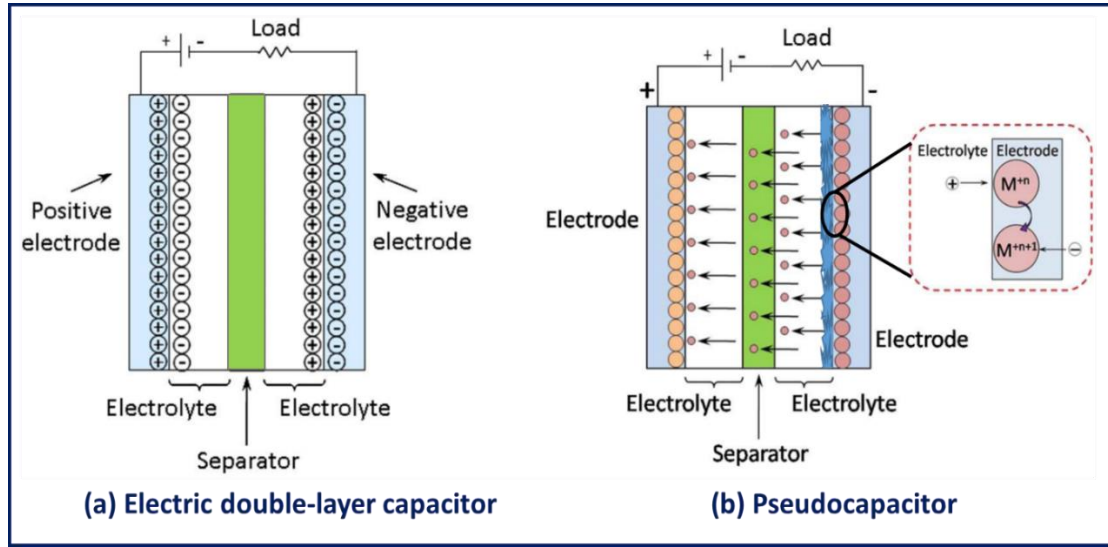 Load
+ -
Positive
electrode
Negative
electrode
Electrolyte
Electrolyte
Separator
(a) Electric double-layer capacitor
Load
+ -
+
-
Electrode
Electrode
Electrolyte
Electrolyte
Separator
Electrolyte
Electrode
+
M+n
M+n+1
-
(b) Pseudocapacitor